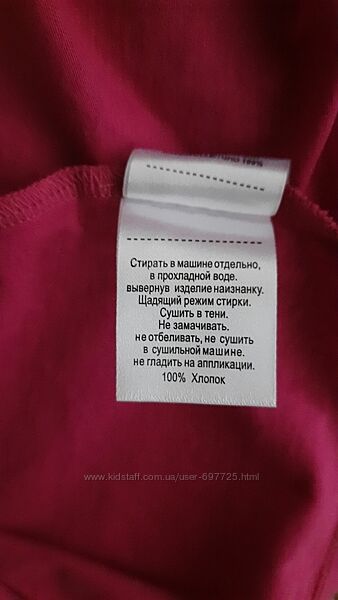 Стирать в машине отдельно,
в прохладной воде.
вывернув изделие наизнанку.
Щадящий режим стирки.
Сушить в тени.
Не замачивать.
не отбеливать, не сушить
в сушильной машине.
не гладить на аппликации.
100% Хлопок
www.kidstaff.com.ua/user-697725.html